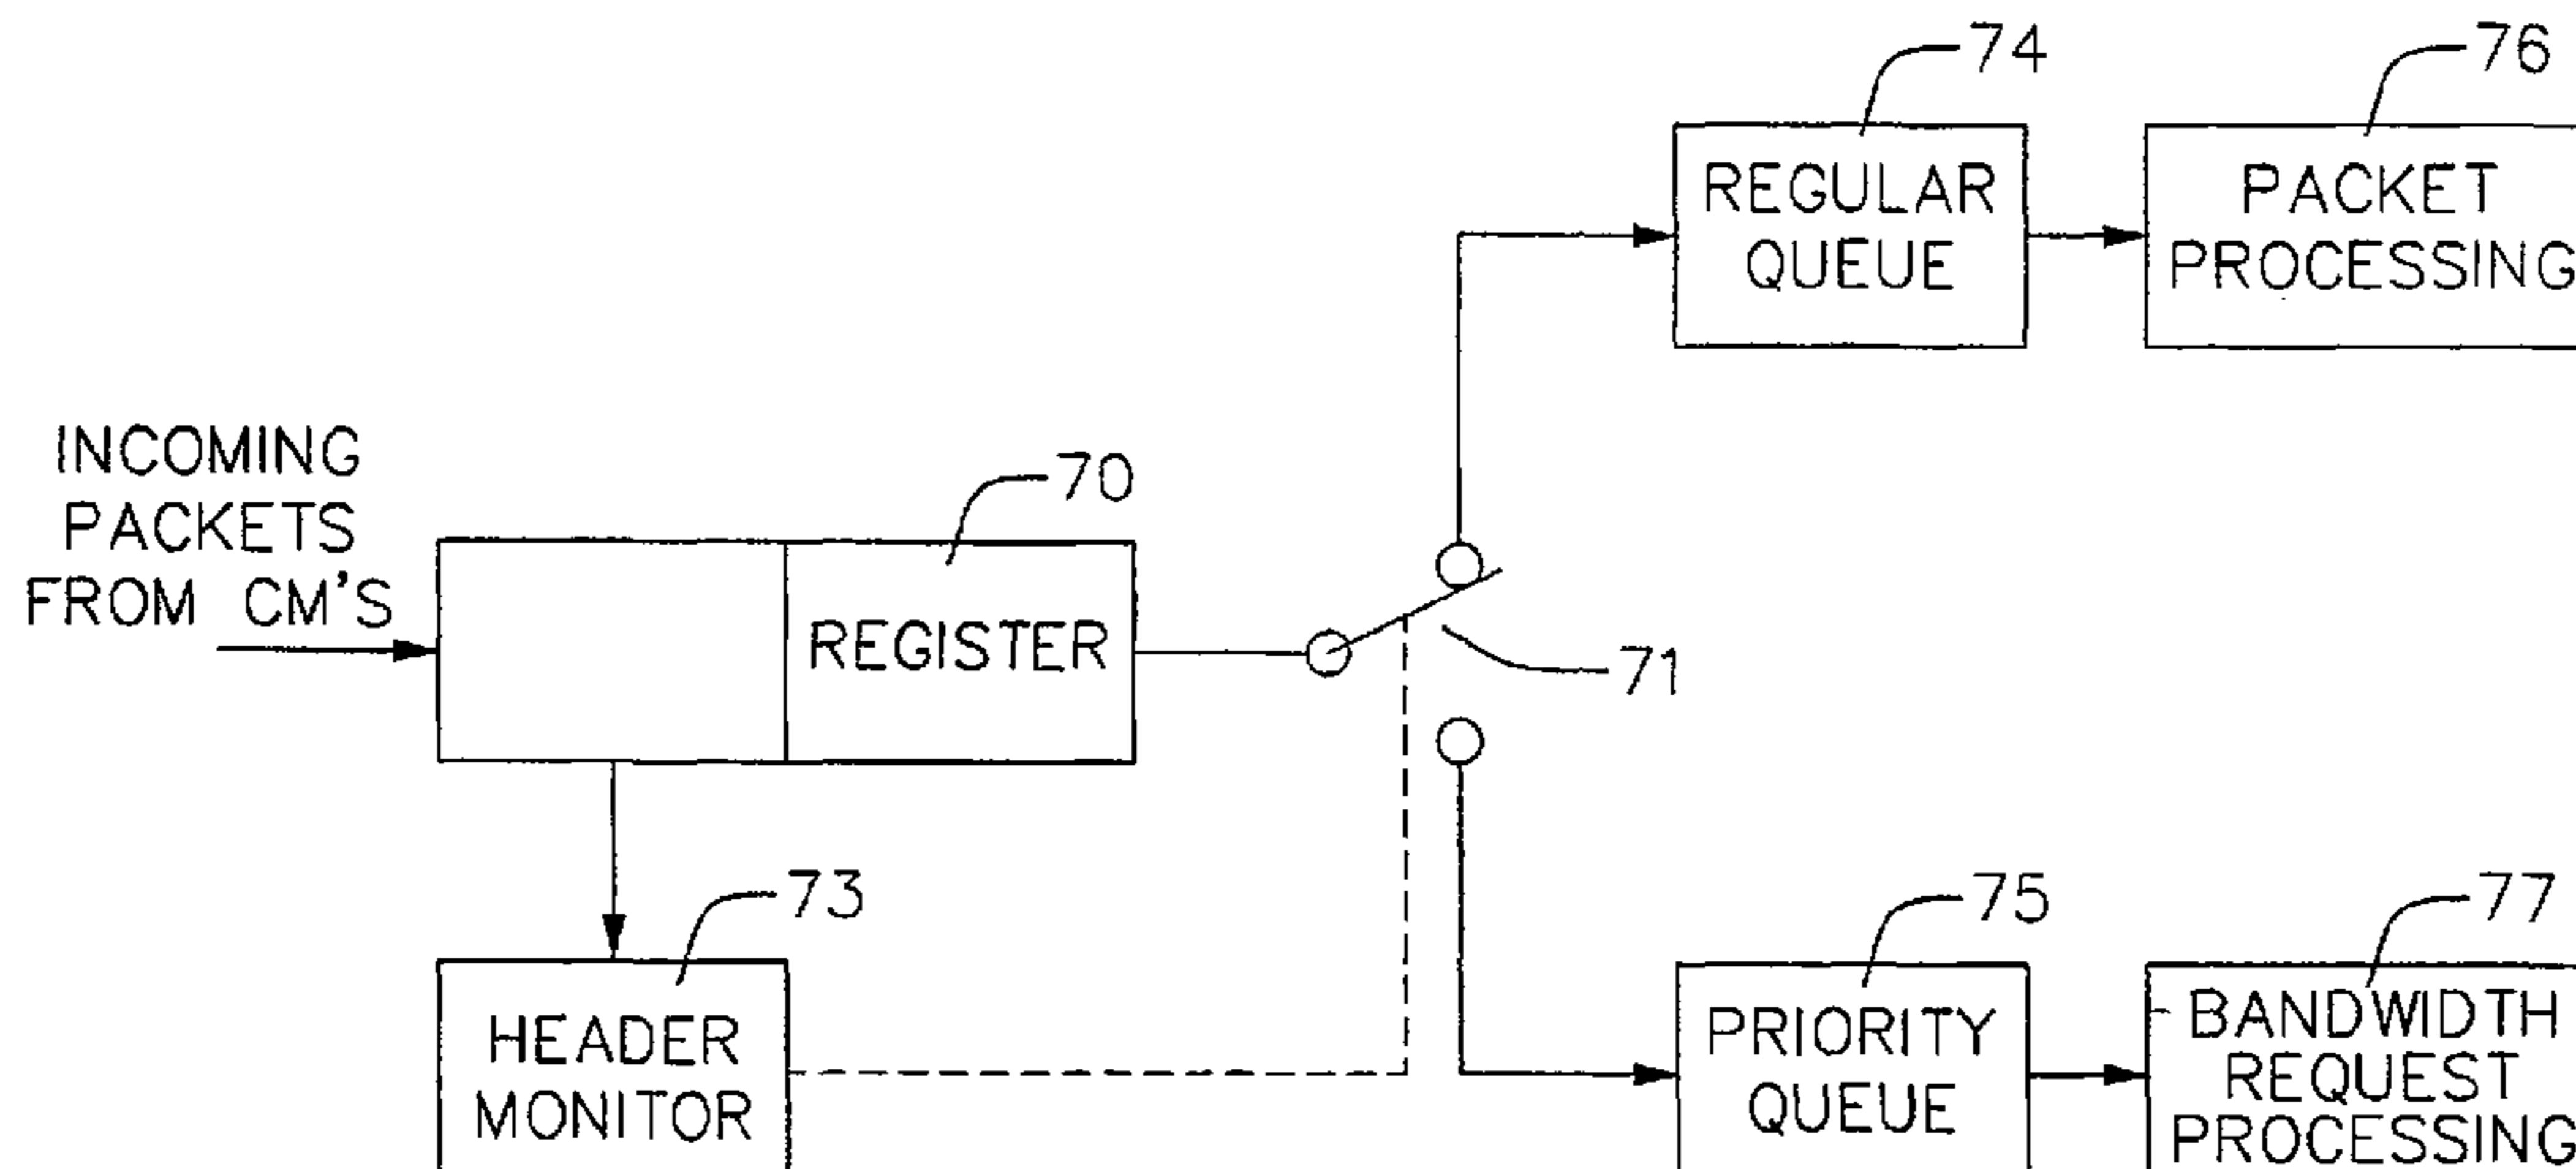 74
76
REGULAR
QUEUE
PACKET
PROCESSING
INCOMING
PACKETS
FROM CM'S
70
REGISTER
71
73
75
77
HEADER
MONITOR
PRIORITY
QUEUE
BANDWIDTH
REQUEST
PROCESSING